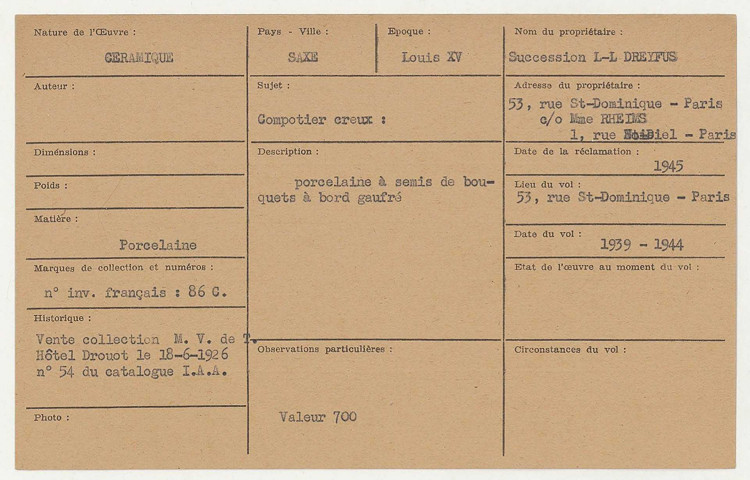 Nature de l'Œuvre :
CERAMIQUE
Auteur :
Dimensions :
Poids :
Matière :
Porcelaine
Marques de collection et numéros :
n° inv. français : 86 C.
Historique :
Vente collection M. V. de T.
Hôtel Drouot le 18-6-1926
n° 54 du catalogue I.A.A.
Photo :
Pays - Ville :
SAXE
Epoque :
Louis XV
Sujet :
Compotier creux :
Description :
porcelaine à semis de bou-
quets à bord gaufré
Observations particulières :
Valeur 700
Nom du propriétaire :
Succession L-L DREYFUS
Adresse du propriétaire :
53, rue St-Dominique - Paris
c/o Mme RHEIMS
1, rue diel - Paris
Date de la réclamation :
1945
Lieu du vol :
53, rue St-Dominique - Paris
Date du vol :
1939 - 1944
Etat de l'œuvre au moment du vol :
Circonstances du vol :